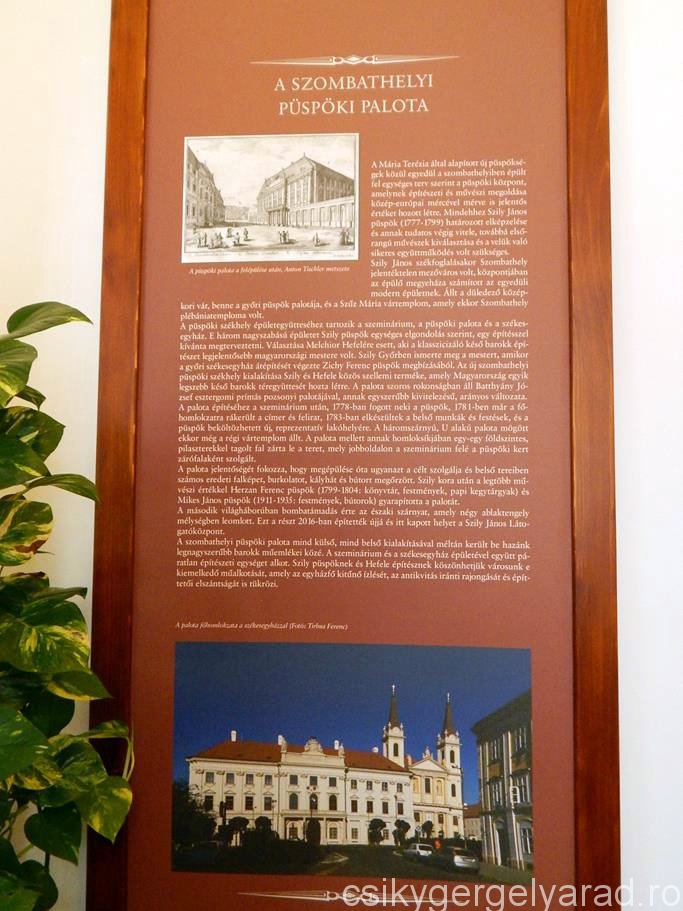 A SZOMBATHELYI
PÜSPÖKI PALOTA
A Mária Terézia által alapított új püspöksé-
gek közül egyedül a szombathelyiben épült
fel egységes terv szerint a püspöki központ,
amelynek építészeti és művészi megoldása
közép-európai mércével mérve is jelentős
értéket hozott létre. Mindehhez Szily János
püspök (1777-1799) határozott elképzelése
és annak tudatos végig vitele, továbbá első-
rangú művészek kiválasztása és a velük való
sikeres együttműködés volt szükséges.
Szily János székfoglalásakor Szombathely
jelentéktelen mezőváros volt, központjában
az épülő megyeháza számított az egyedüli
modern épületnek. Állt a düledező közép-
kori vár, benne a győri püspök palotája, és a Szűz Mária vártemplom, amely ekkor Szombathely
plébániatemploma volt.
A püspök palota a felépülése után, Anton Tischler metszete
A püspöki székhely épületegyütteséhez tartozik a szeminárium, a püspöki palota és a székes-
egyház. E három nagyszabású épületet Szily püspök egységes elgondolás szerint, egy építésszel
kívánta megterveztetni. Választása Melchior Hefelére esett, aki a klasszicizáló késő barokk épí-
tészet legjelentősebb magyarországi mestere volt. Szily Győrben ismerte meg a mestert, amikor
a győri székesegyház átépítését végezte Zichy Ferenc püspök megbízásából. Az új szombathelyi
püspöki székhely kialakítása Szily és Hefele közös szellemi terméke, amely Magyarország egyik
legszebb késő barokk téregyüttesét hozta létre. A palota szoros rokonságban áll Batthyány Jó-
zsef esztergomi prímás pozsonyi palotájával, annak egyszerűbb kivitelezésű, arányos változata.
A palota építéséhez a szeminárium után, 1778-ban fogott neki a püspök, 1781-ben már a fő-
homlokzatra rákerült a címer és felirat, 1783-ban elkészültek a belső munkák és festések, és a
püspök beköltözhetett új, reprezentatív lakóhelyére. A háromszárnyú, U alakú palota mögött
ekkor még a régi vártemplom állt. A palota mellett annak homloksíkjában egy-egy földszintes,
pilaszterekkel tagolt fal zárta le a teret, mely jobboldalon a szeminárium felé a püspöki kert
zárófalaként szolgált.
A palota jelentőségét fokozza, hogy megépülése óta ugyanazt a célt szolgálja és belső tereiben
számos eredeti falképet, burkolatot, kályhát és bútort megőrzött. Szily kora után a legtöbb mű-
vészi értékkel Herzan Ferenc püspök (1799-1804: könyvtár, festmények, papi kegytárgyak) és
Mikes János püspök (1911-1935: festmények, bútorok) gyarapította a palotát.
A második világháborúban bombatámadás érte az északi szárnyat, amely négy ablaktengely
mélységben leomlott. Ezt a részt 2016-ban építették újjá és itt kapott helyet a Szily János Láto-
gatóközpont.
A szombathelyi püspöki palota mind külső, mind belső kialakításával méltán került be hazánk
legnagyszerűbb barokk műemlékei közé. A szeminárium és a székesegyház épületével együtt pá-
ratlan építészeti egységet alkot. Szily püspöknek és Hefele építésznek köszönhetjük városunk e
kiemelkedő műalkotását, amely az egyházfő kitűnő ízlését, az antikvitás iránti rajongását és épít-
tetői elszántságát is tükrözi.
A palota főhomlokzata a székesegyházzal (Fotó: Tirbus Ferenc)
csikygergelyarad.ro